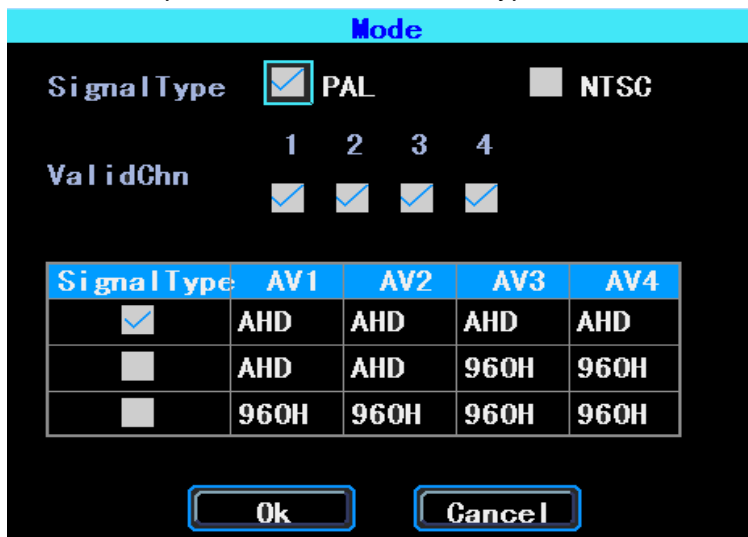 Mode
SignalType PAL NTSC
1 2 3 4
ValidChn
SignalType AV1 AV2 AV3 AV4
AHD AHD AHD AHD
AHD AHD 960H 960H
960H 960H 960H 960H
Ok Cancel